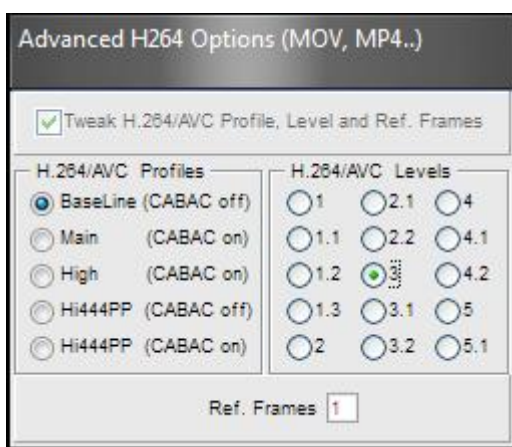 Advanced H264 Options (MOV, MP4..)
Tweak H.264/AVC Profile, Level and Ref. Frames
H.264/AVC Profiles
BaseLine (CABAC off)
Main (CABAC on)
High (CABAC on)
Hi444PP (CABAC off)
Hi444PP (CABAC on)
H.264/AVC Levels
1 2.1 4
1.1 2.2 4.1
1.2 3 4.2
1.3 3.1 5
2 3.2 5.1
Ref. Frames 1